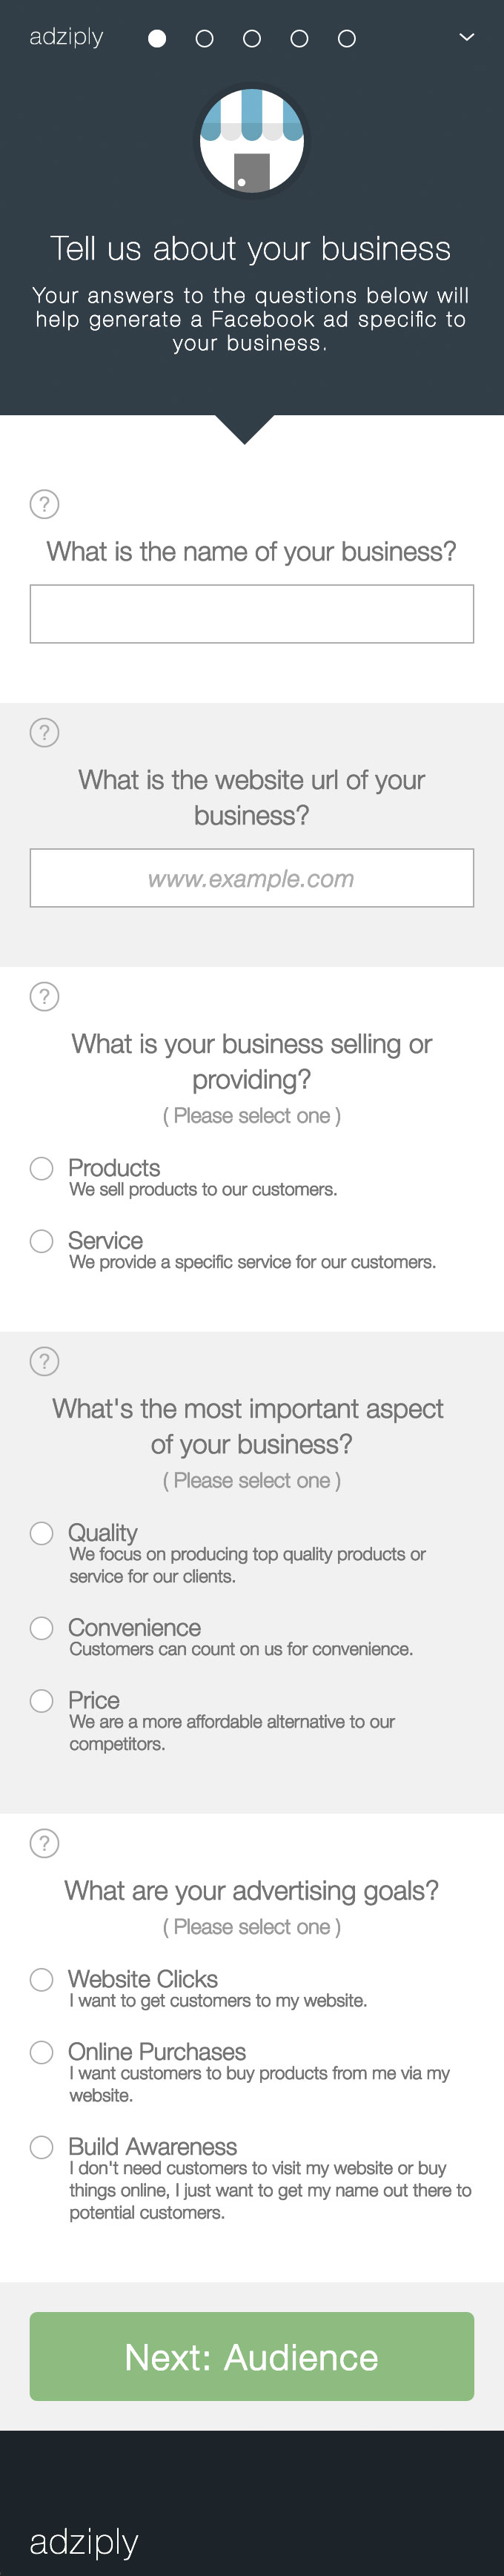 adziply
Tell us about your business
Your answers to the questions below will
help generate a Facebook ad specific to
your business.
?
What is the name of your business?
?
What is the website url of your
business?
www.example.com
?
What is your business selling or
providing?
( Please select one )
Products
We sell products to our customers.
Service
We provide a specific service for our customers.
?
What's the most important aspect
of your business?
( Please select one )
Quality
We focus on producing top quality products or
service for our clients.
Convenience
Customers can count on us for convenience.
Price
We are a more affordable alternative to our
competitors.
?
What are your advertising goals?
( Please select one )
Website Clicks
I want to get customers to my website.
Online Purchases
I want customers to buy products from me via my
website.
Build Awareness
I don't need customers to visit my website or buy
things online, I just want to get my name out there to
potential customers.
Next: Audience
adziply